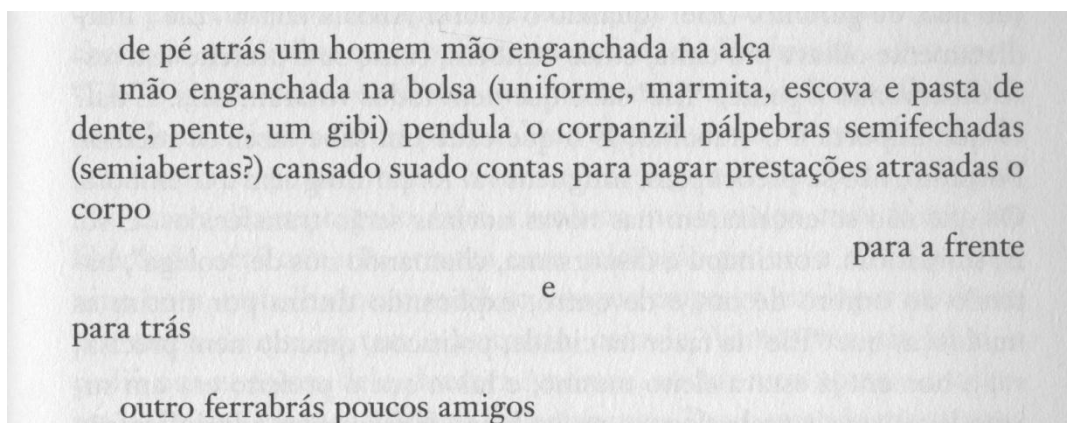 de pé atrás um homem mão enganchada na alça
mão enganchada na bolsa (uniforme, marmita, escova e pasta de
dente, pente, um gibi) pendula o corpanzil pálpebras semifechadas
(semiabertas?) cansado suado contas para pagar prestações atrasadas o
corpo
para a frente
e
para trás
outro ferrabrás poucos amigos